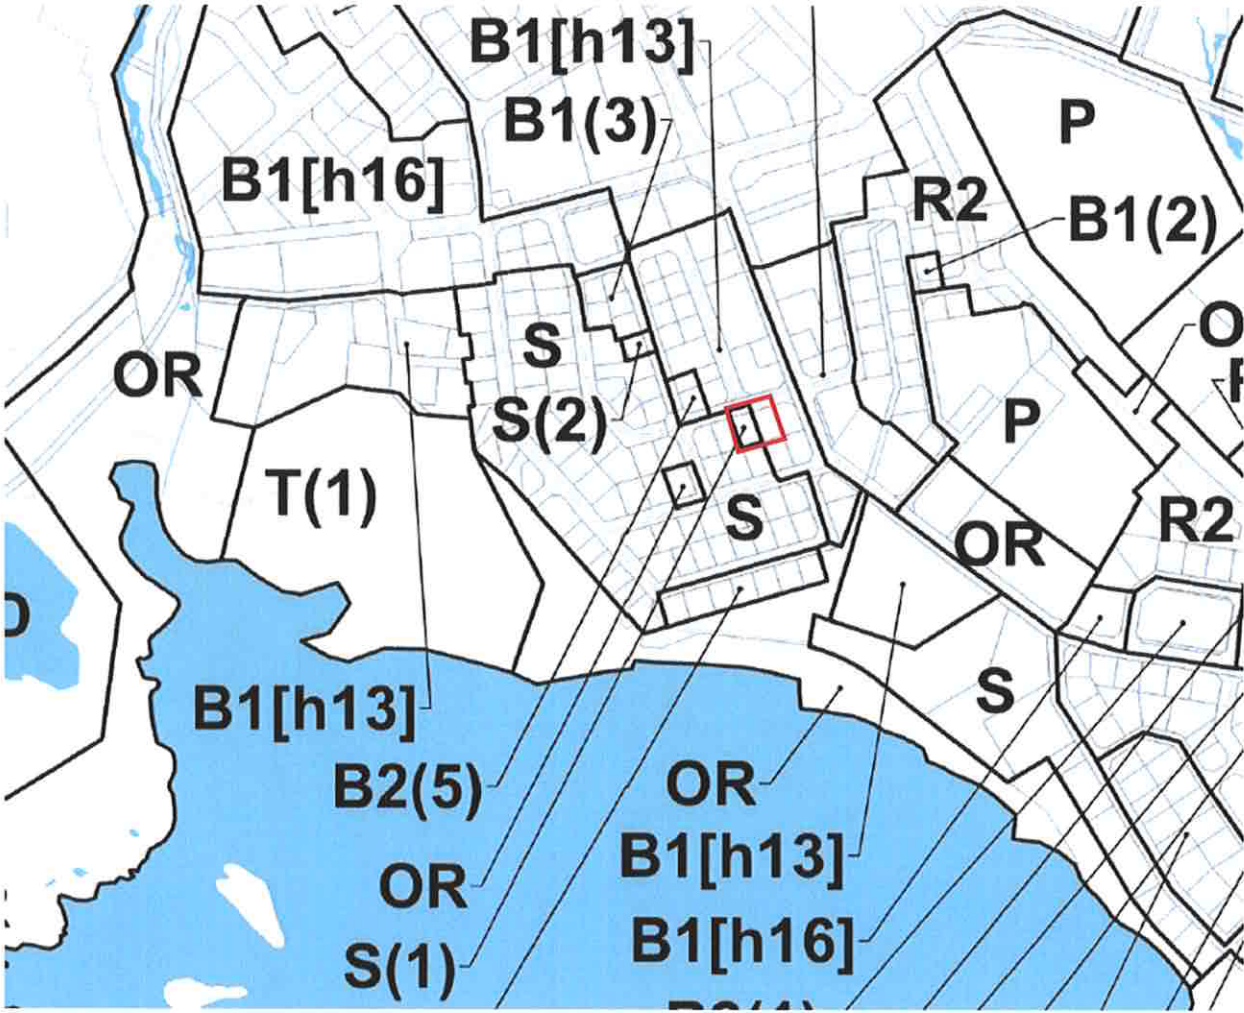 B1[h13]
B1(3)
P
B1[h16]
R2
B1(2)
S
OR
S(2)
P
T(1)
S
OR
R2
B1[h13]
S
B2(5)
OR
B1[h13]
OR
B1[h16]
S(1)